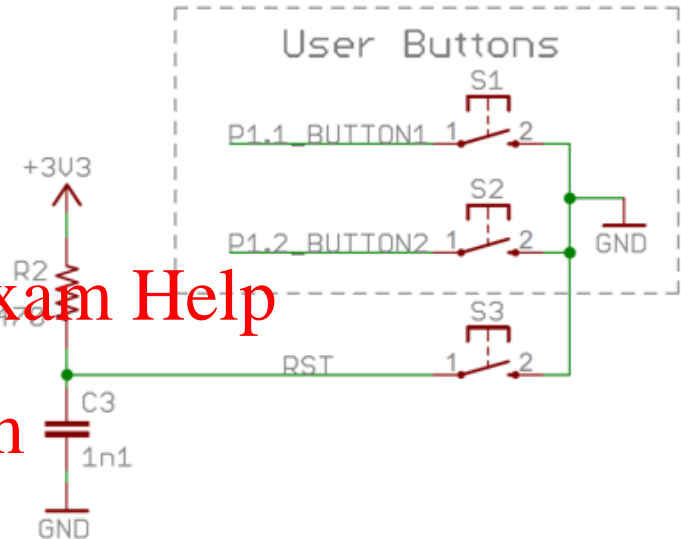 User Buttons
S1
P1.1_BUTTON1 1 2
+3V3
S2
P1.2_BUTTON2 1 2
GND
R2
Help
S3
RST 1 2
C3
1n1
GND